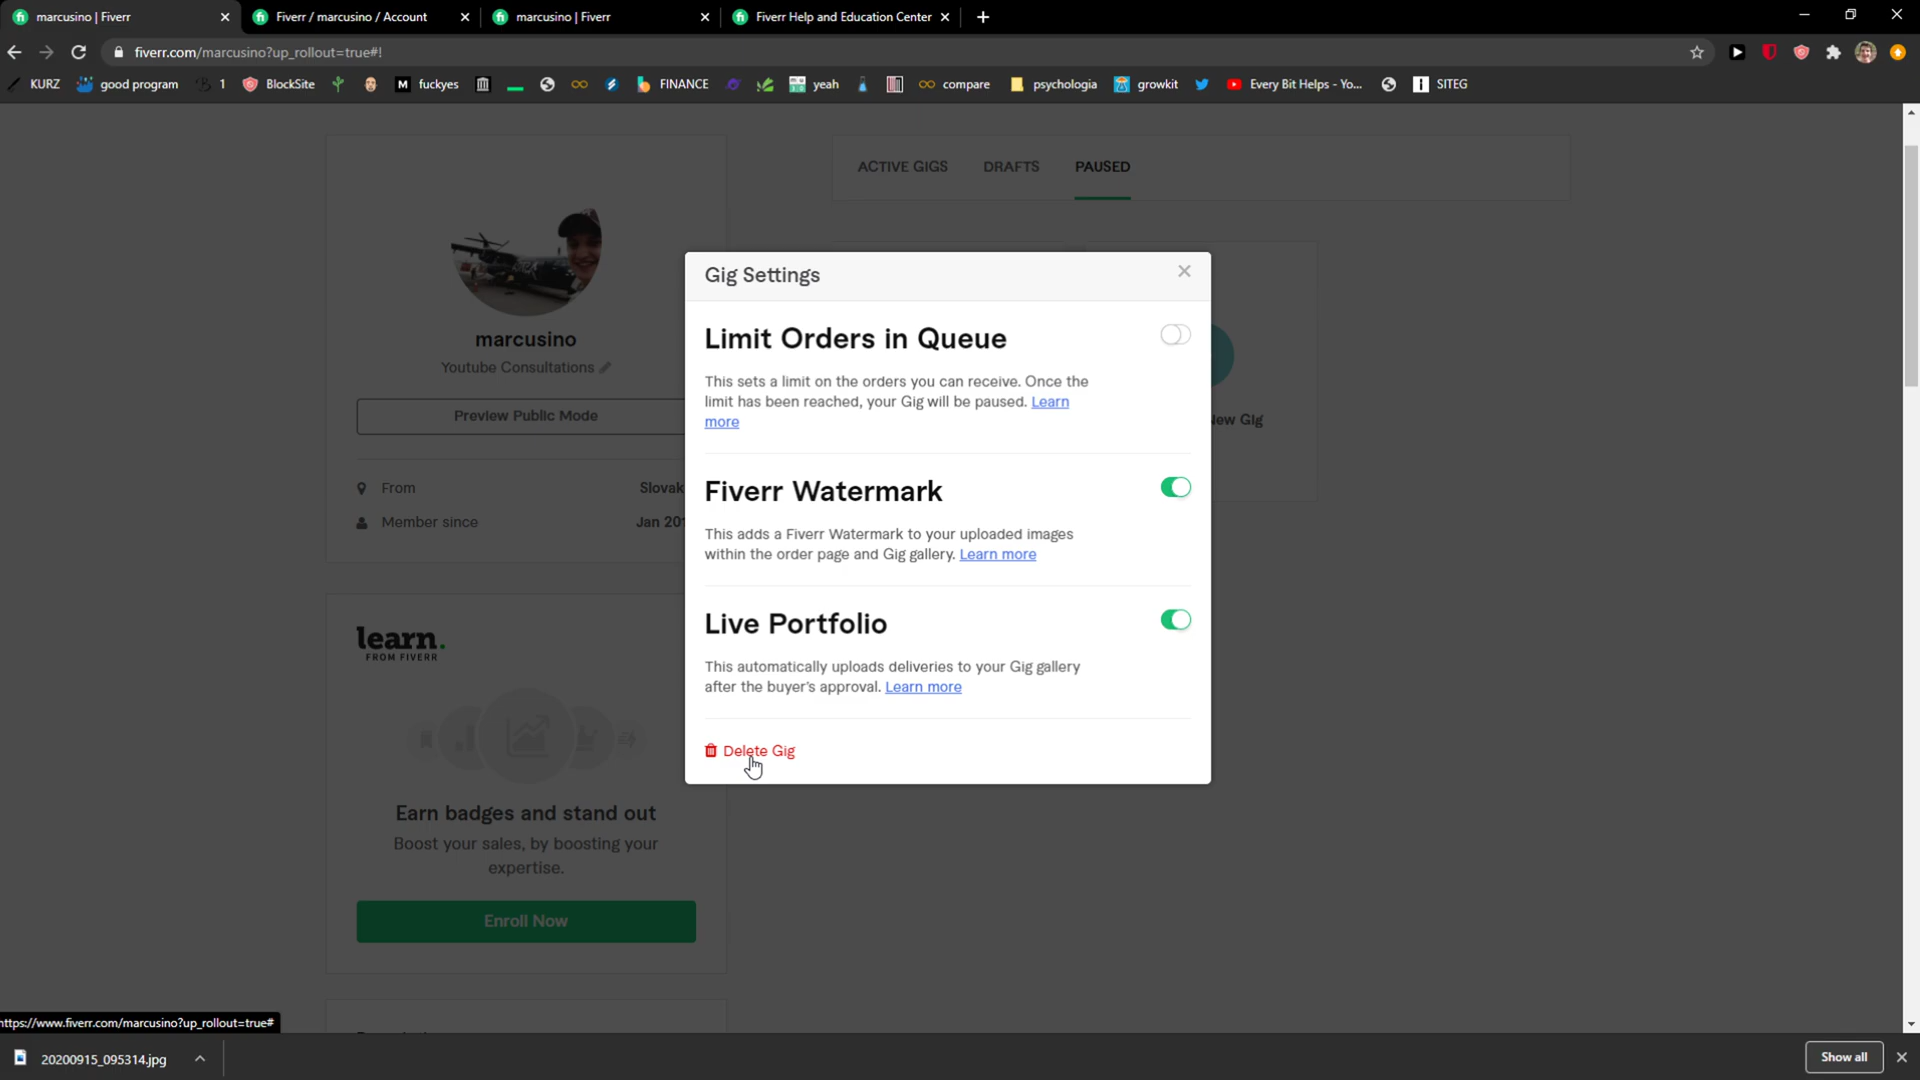 marcusino | Fiverr
Fiverr / marcusino / Account
marcusino | Fiverr
Fiverr Help and Education Center
fiverr.com/marcusino?up_rollout=true#!
KURZ
good program
1
BlockSite
fuckyes
FINANCE
yeah
compare
psychologia
growkit
Every Bit Helps - Yo...
SITEG
ACTIVE GIGS
DRAFTS
PAUSED
marcusino
Youtube Consultations
Preview Public Mode
From
Slovak
Member since
Jan 201
Gig Settings
Limit Orders in Queue
This sets a limit on the orders you can receive. Once the
limit has been reached, your Gig will be paused. Learn
more
New Gig
Fiverr Watermark
This adds a Fiverr Watermark to your uploaded images
within the order page and Gig gallery. Learn more
Live Portfolio
This automatically uploads deliveries to your Gig gallery
after the buyer's approval. Learn more
Delete Gig
learn.
FROM FIVERR
Earn badges and stand out
Boost your sales, by boosting your
expertise.
Enroll Now
https://www.fiverr.com/marcusino?up_rollout=true#
20200915_095314.jpg
Show all